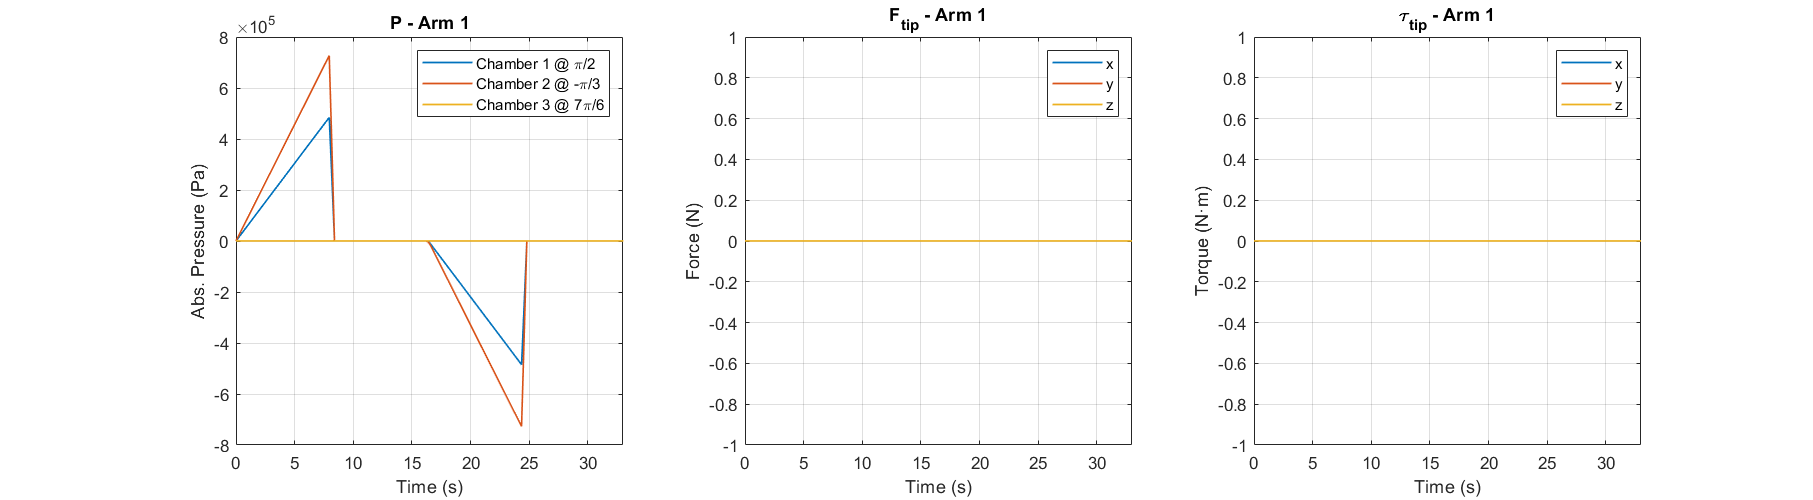 P - Arm 1
×10⁵
8
6
4
2
0
-2
-4
-6
-8
Abs. Pressure (Pa)
Chamber 1 @ π/2
Chamber 2 @ -π/3
Chamber 3 @ 7π/6
0 5 10 15 20 25 30
Time (s)
F_tip - Arm 1
1
0.8
0.6
0.4
0.2
0
-0.2
-0.4
-0.6
-0.8
-1
Force (N)
x
y
z
0 5 10 15 20 25 30
Time (s)
τ_tip - Arm 1
1
0.8
0.6
0.4
0.2
0
-0.2
-0.4
-0.6
-0.8
-1
Torque (N·m)
x
y
z
0 5 10 15 20 25 30
Time (s)